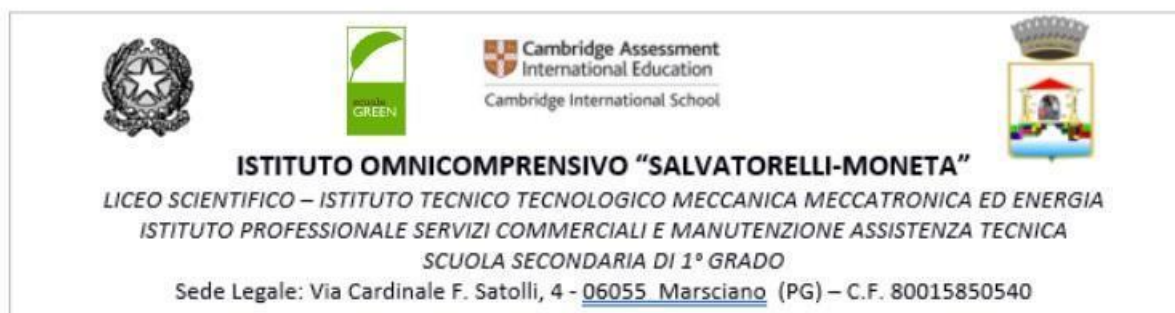 scuola
GREEN
Cambridge Assessment
International Education
Cambridge International School
ISTITUTO OMNICOMPRENSIVO “SALVATORELLI-MONETA”
LICEO SCIENTIFICO – ISTITUTO TECNICO TECNOLOGICO MECCANICA MECCATRONICA ED ENERGIA
ISTITUTO PROFESSIONALE SERVIZI COMMERCIALI E MANUTENZIONE ASSISTENZA TECNICA
SCUOLA SECONDARIA DI 1° GRADO
Sede Legale: Via Cardinale F. Satolli, 4 - 06055 Marsciano (PG) – C.F. 80015850540